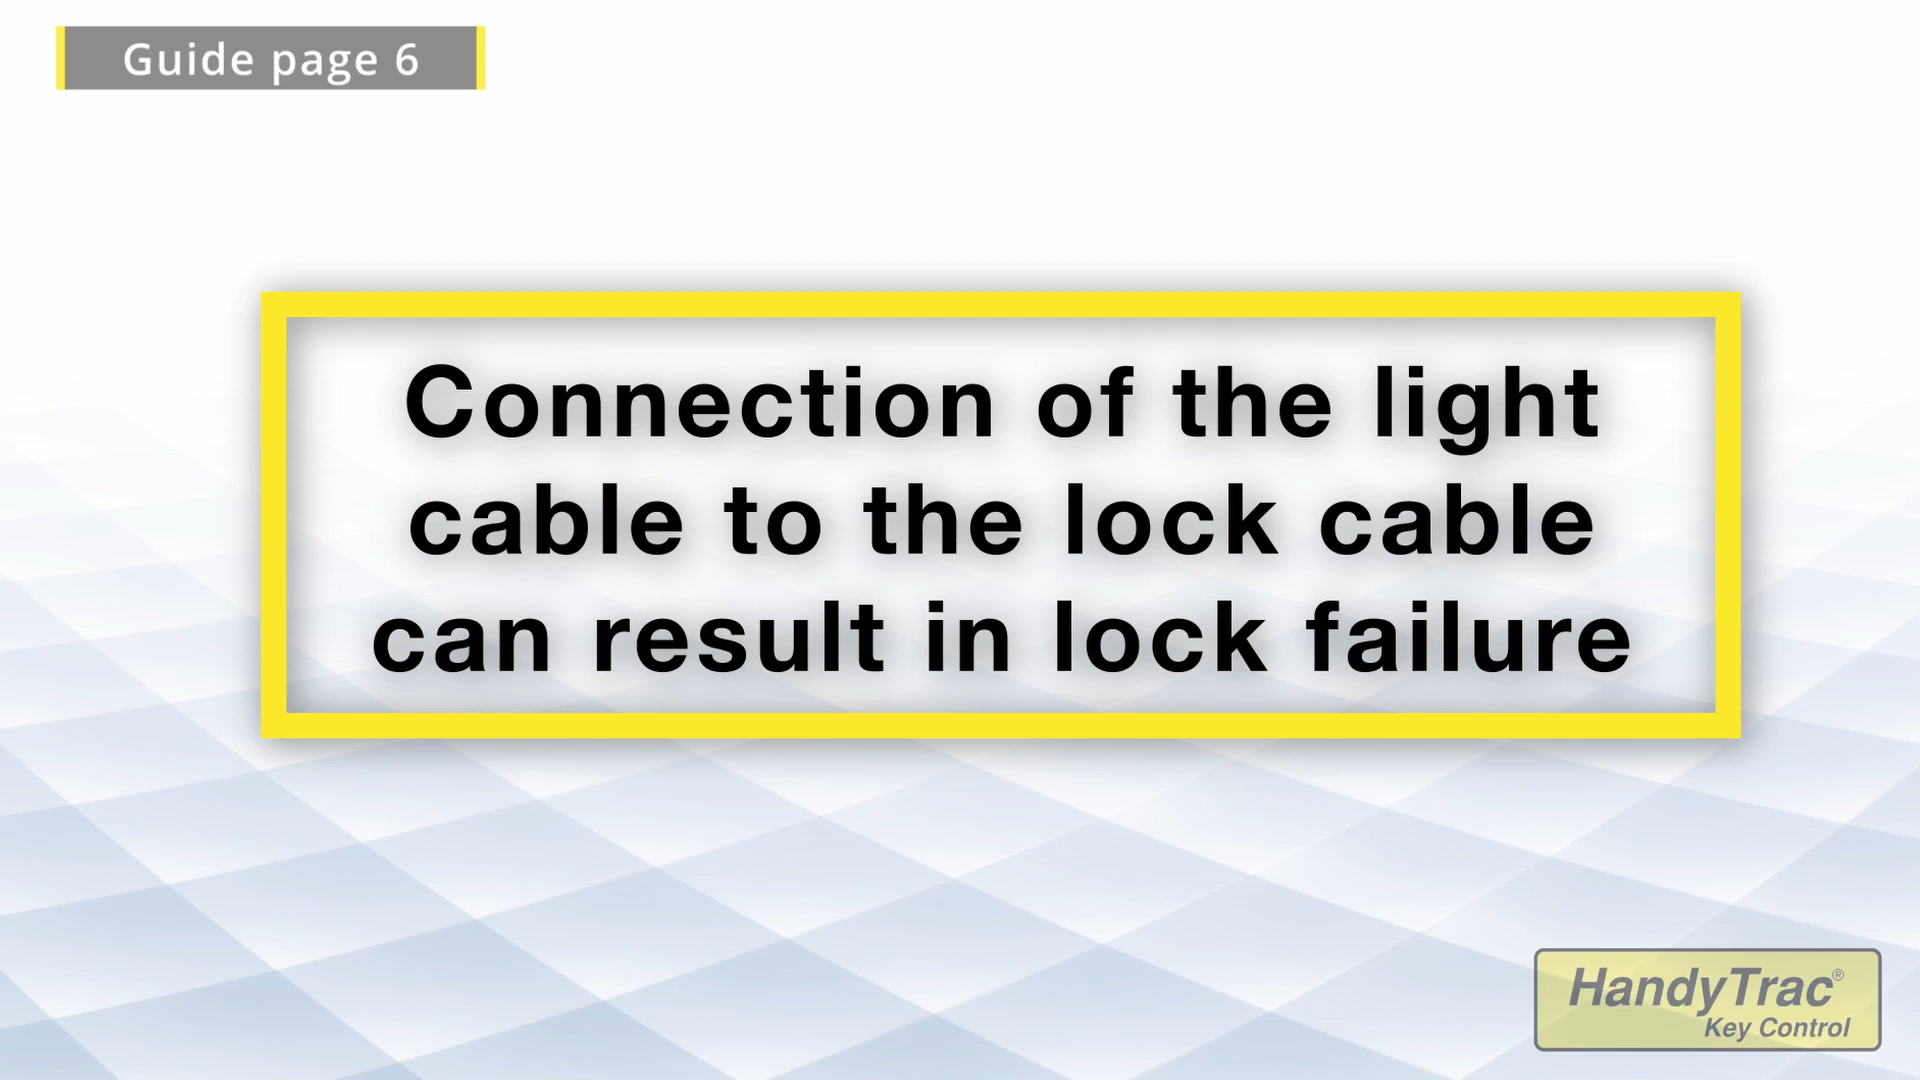 Guide page 6
Connection of the light
cable to the lock cable
can result in lock failure
HandyTrac®
Key Control